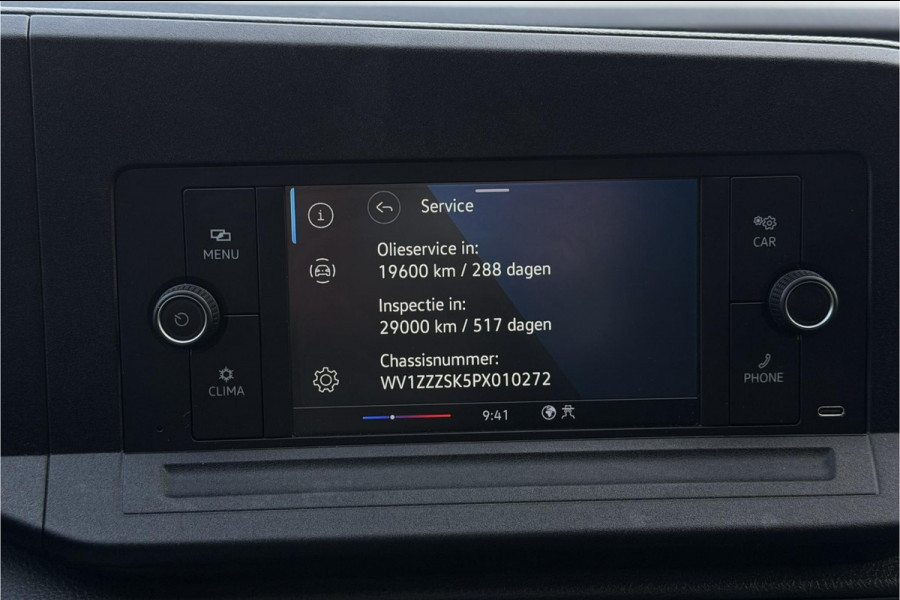 MENU
CLIMA
Service
Olieservice in:
19600 km / 288 dagen
Inspectie in:
29000 km / 517 dagen
Chassisnummer:
WV1ZZZSK5PX010272
9:41
CAR
PHONE